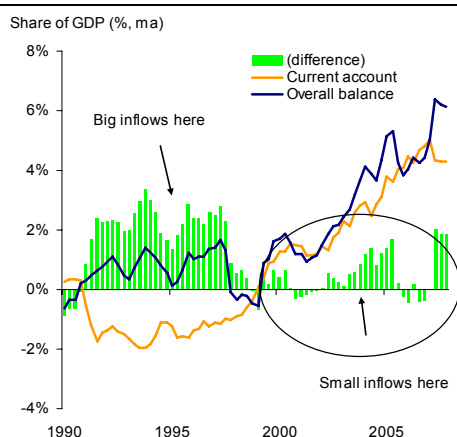 Share of GDP (%, ma)
8%
(difference)
Current account
Overall balance
6%
Big inflows here
4%
2%
0%
-2%
Small inflows here
-4%
1990 1995 2000 2005